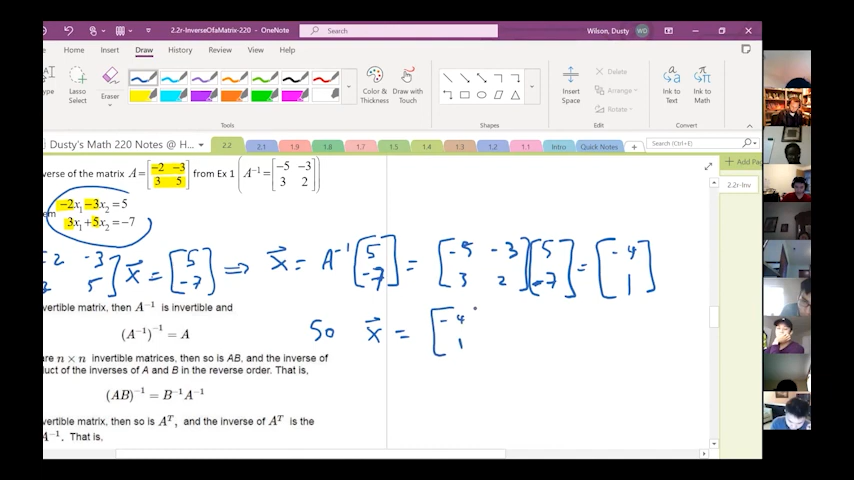 2.2r-InverseOfaMatrix-220 - OneNote
Search
Wilson, Dusty WD
Home Insert Draw History Review View Help
Lasso Select
Eraser
Color & Thickness
Draw with Touch
Insert Space
Delete
Arrange
Rotate
Ink to Text
Ink to Math
Tools Shapes Edit Convert
Dusty's Math 220 Notes @ H...
2.2 2.1 1.9 1.8 1.7 1.5 1.4 1.3 1.2 1.1 Intro Quick Notes +
Search (Ctrl+E)
verse of the matrix A = [−2 −3; 3 5] from Ex 1 (A⁻¹ = [−5 −3; 3 2])
Add Pag
2.2r-Inv
em −2x₁−3x₂ = 5
3x₁+5x₂ = −7
-2 -3; 5] x⃗ = [5; -7] ⇒ x⃗ = A⁻¹ [5; -7] = [-5 -3; 3 2][5; -7] = [-4; 1]
vertible matrix, then A⁻¹ is invertible and
(A⁻¹)⁻¹ = A
So x⃗ = [-4; 1
are n × n invertible matrices, then so is AB, and the inverse of
duct of the inverses of A and B in the reverse order. That is,
(AB)⁻¹ = B⁻¹A⁻¹
vertible matrix, then so is Aᵀ, and the inverse of Aᵀ is the
A⁻¹. That is,